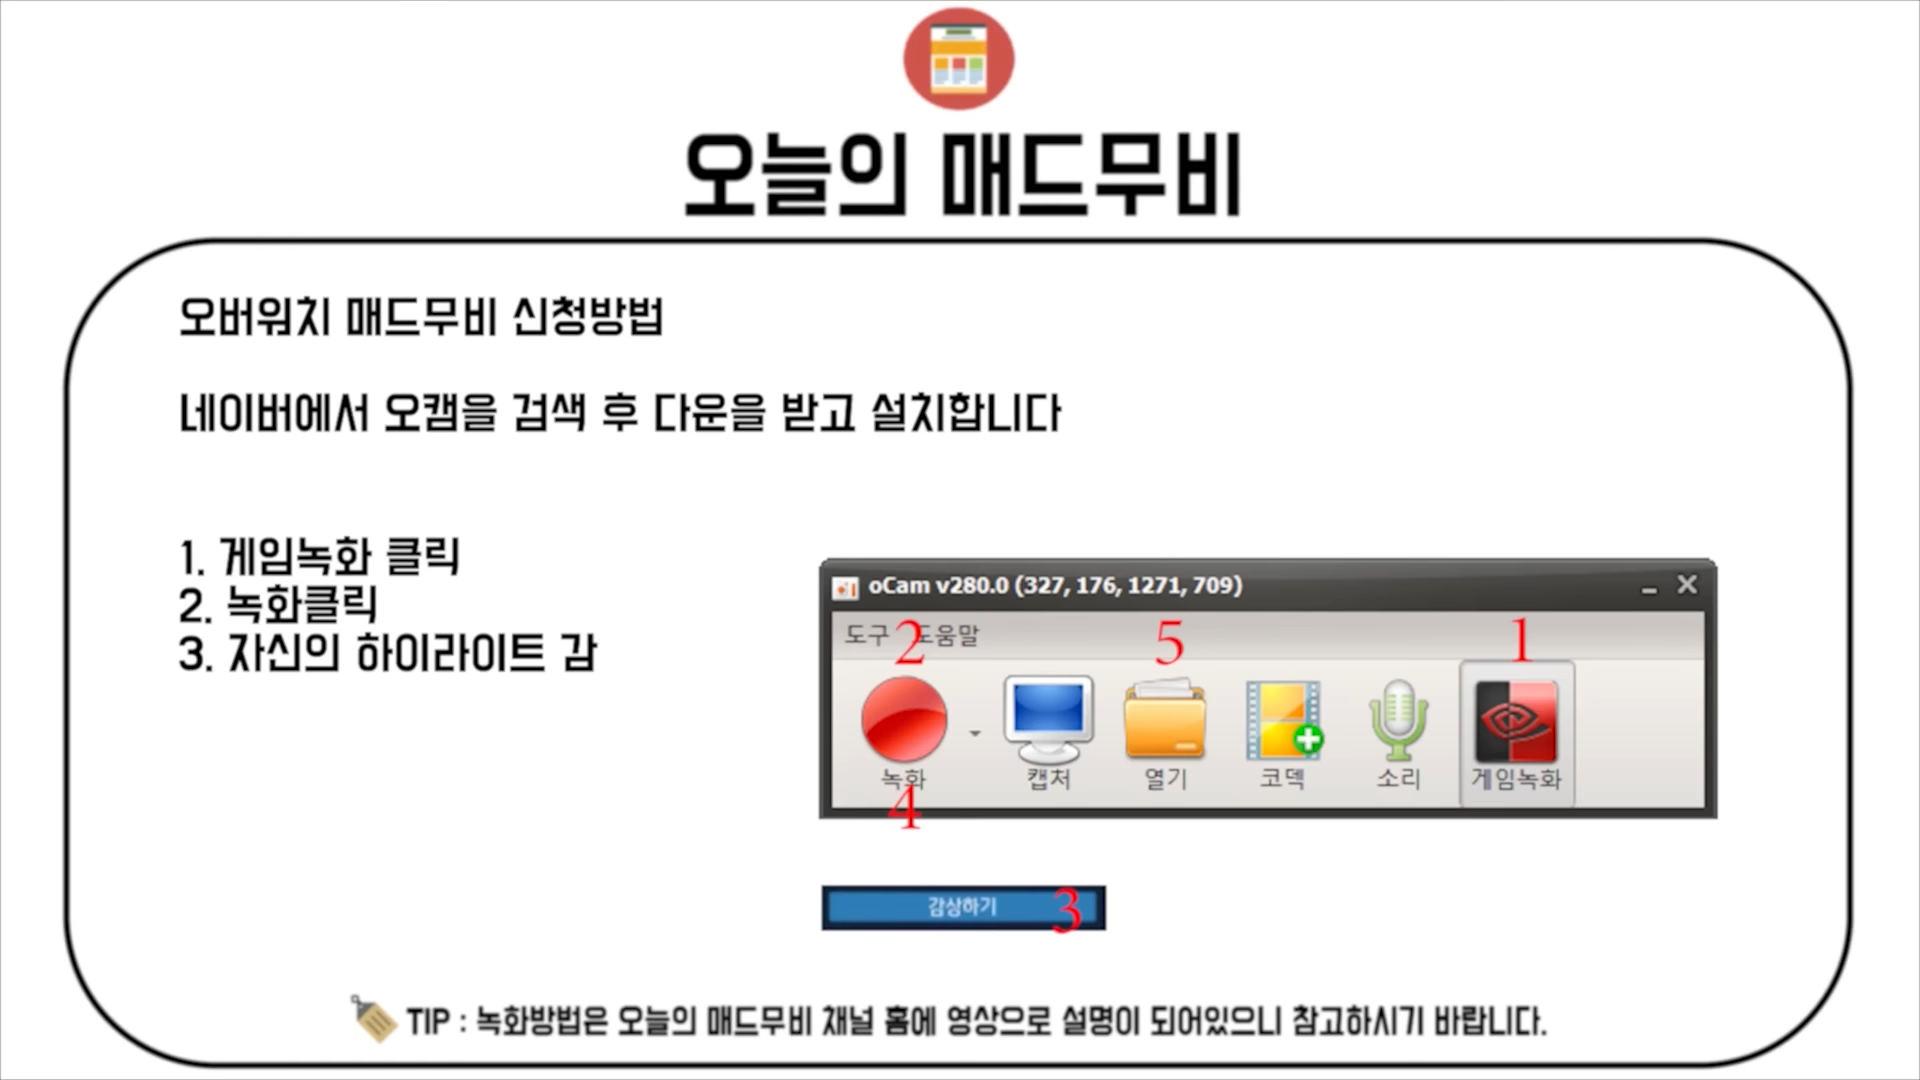 오늘의 매드무비
오버워치 매드무비 신청방법
네이버에서 오캠을 검색 후 다운을 받고 설치합니다
1. 게임녹화 클릭
2. 녹화클릭
3. 자신의 하이라이트 감
oCam v280.0 (327, 176, 1271, 709)
도구 도움말
2 5 1
녹화 캡처 열기 코덱 소리 게임녹화
4
감상하기 3
TIP : 녹화방법은 오늘의 매드무비 채널 홈에 영상으로 설명이 되어있으니 참고하시기 바랍니다.